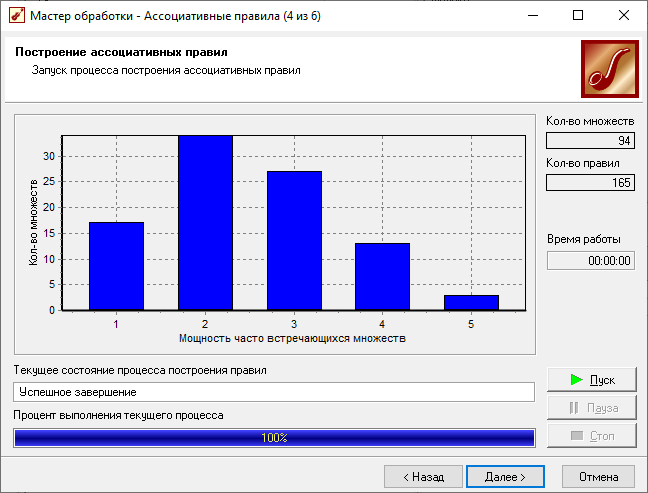 Мастер обработки - Ассоциативные правила (4 из 6)
Построение ассоциативных правил
Запуск процесса построения ассоциативных правил
Кол-во множеств
94
Кол-во правил
165
Время работы
00:00:00
Кол-во множеств
30
25
20
15
10
5
0
1 2 3 4 5
Мощность часто встречающихся множеств
Текущее состояние процесса построения правил
Успешное завершение
Процент выполнения текущего процесса
100%
Пуск
Пауза
Стоп
< Назад
Далее >
Отмена